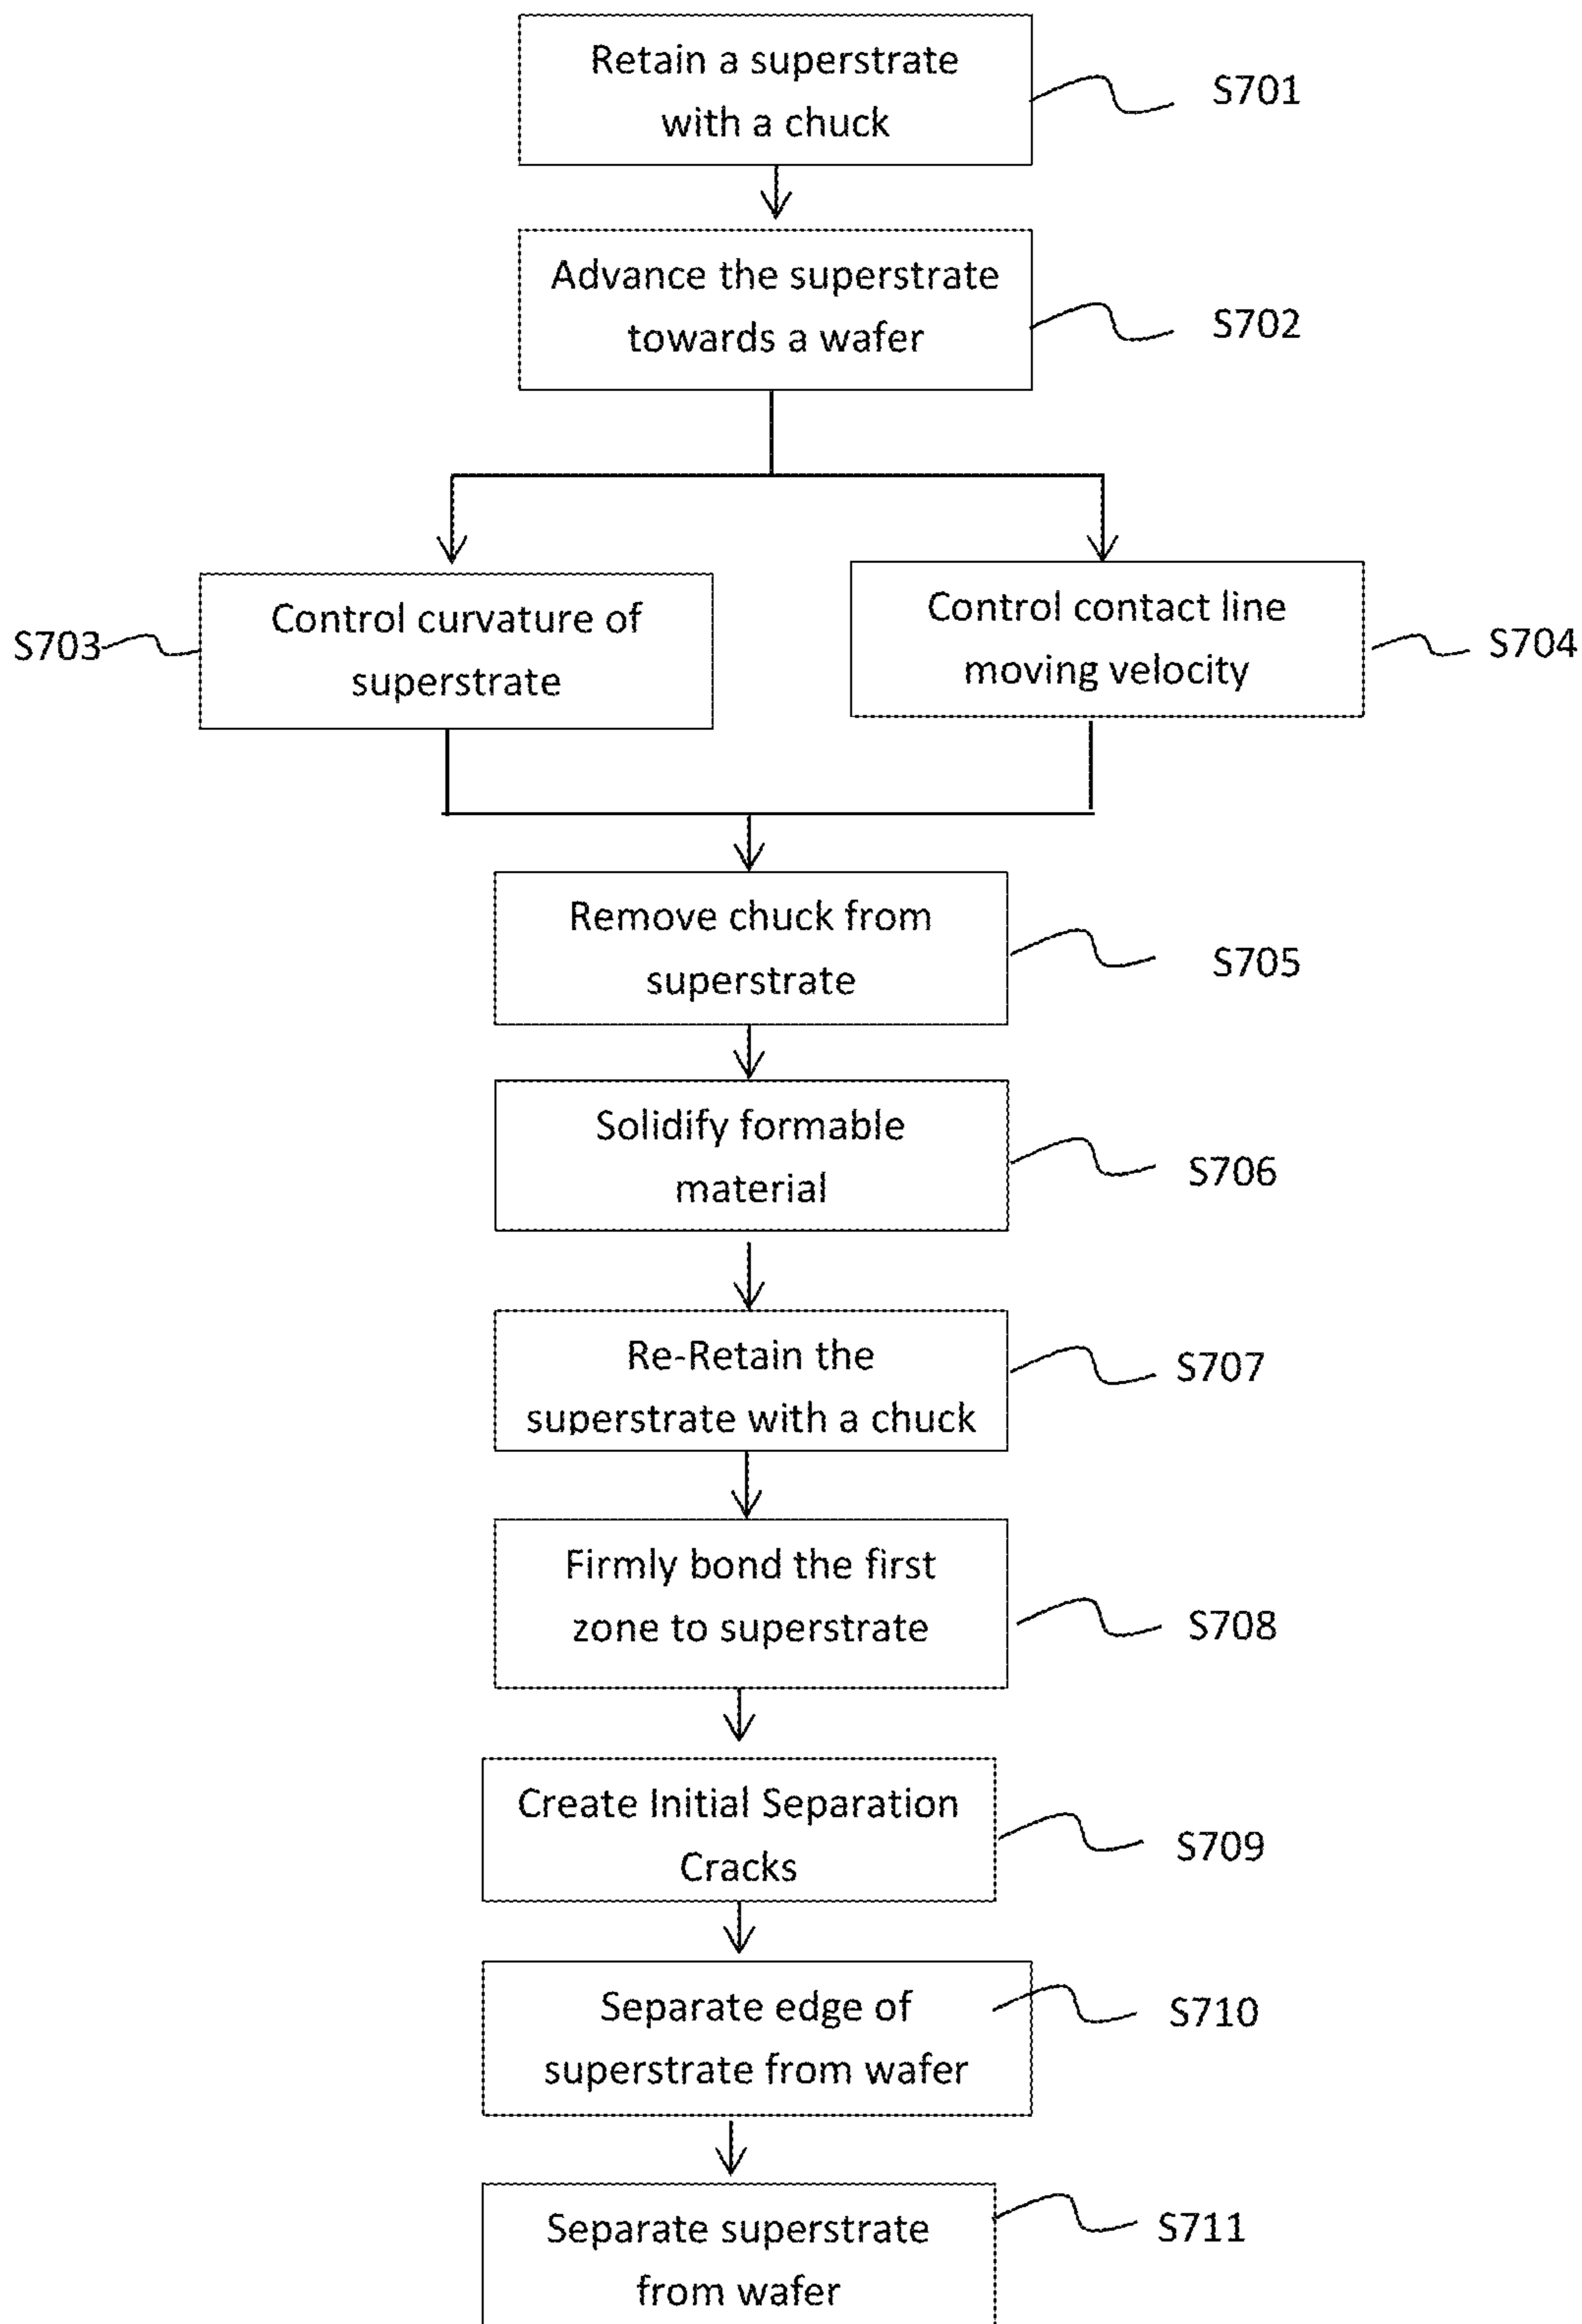 Retain a superstrate
with a chuck
S701
Advance the superstrate
towards a wafer
S702
S703
Control curvature of
superstrate
Control contact line
moving velocity
S704
Remove chuck from
superstrate
S705
Solidify formable
material
S706
Re-Retain the
superstrate with a chuck
S707
Firmly bond the first
zone to superstrate
S708
Create Initial Separation
Cracks
S709
Separate edge of
superstrate from wafer
S710
Separate superstrate
from wafer
S711